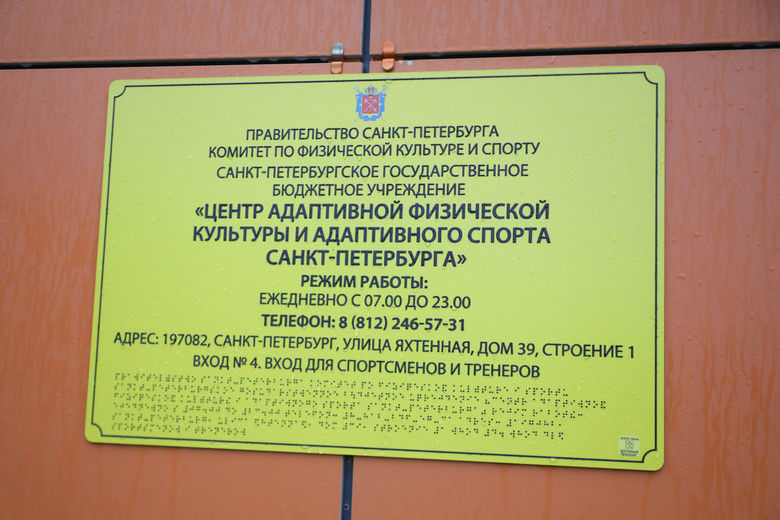 ПРАВИТЕЛЬСТВО САНКТ-ПЕТЕРБУРГА
КОМИТЕТ ПО ФИЗИЧЕСКОЙ КУЛЬТУРЕ И СПОРТУ
САНКТ-ПЕТЕРБУРГСКОЕ ГОСУДАРСТВЕННОЕ
БЮДЖЕТНОЕ УЧРЕЖДЕНИЕ
«ЦЕНТР АДАПТИВНОЙ ФИЗИЧЕСКОЙ
КУЛЬТУРЫ И АДАПТИВНОГО СПОРТА
САНКТ-ПЕТЕРБУРГА»
РЕЖИМ РАБОТЫ:
ЕЖЕДНЕВНО С 07.00 ДО 23.00
ТЕЛЕФОН: 8 (812) 246-57-31
АДРЕС: 197082, САНКТ-ПЕТЕРБУРГ, УЛИЦА ЯХТЕННАЯ, ДОМ 39, СТРОЕНИЕ 1
ВХОД № 4. ВХОД ДЛЯ СПОРТСМЕНОВ И ТРЕНЕРОВ